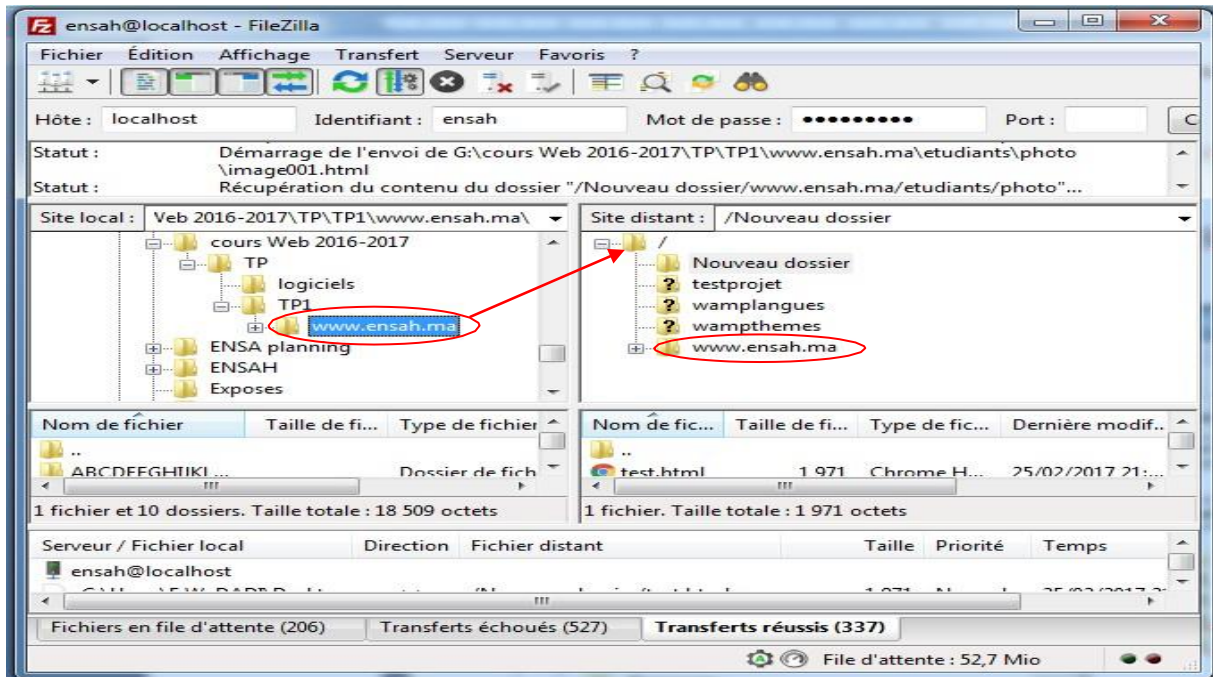 ensah@localhost - FileZilla
Fichier Édition Affichage Transfert Serveur Favoris ?
Hôte : localhost Identifiant : ensah Mot de passe : ●●●●●●●●● Port : C
Statut : Démarrage de l'envoi de G:\cours Web 2016-2017\TP\TP1\www.ensah.ma\etudiants\photo
\image001.html
Statut : Récupération du contenu du dossier "/Nouveau dossier/www.ensah.ma/etudiants/photo"...
Site local : Veb 2016-2017\TP\TP1\www.ensah.ma\
cours Web 2016-2017
TP
logiciels
TP1
www.ensah.ma
ENSA planning
ENSAH
Exposes
Site distant : /Nouveau dossier
/
Nouveau dossier
? testprojet
? wamplangues
? wampthemes
www.ensah.ma
Nom de fichier Taille de fi... Type de fichier
..
Dossier de fich
1 fichier et 10 dossiers. Taille totale : 18 509 octets
Nom de fic... Taille de fi... Type de fic... Dernière modif..
..
test.html 1 971 Chrome H... 25/02/2017 21:...
1 fichier. Taille totale : 1 971 octets
Serveur / Fichier local Direction Fichier distant Taille Priorité Temps
ensah@localhost
Fichiers en file d'attente (206) Transferts échoués (527) Transferts réussis (337)
File d'attente : 52,7 Mio